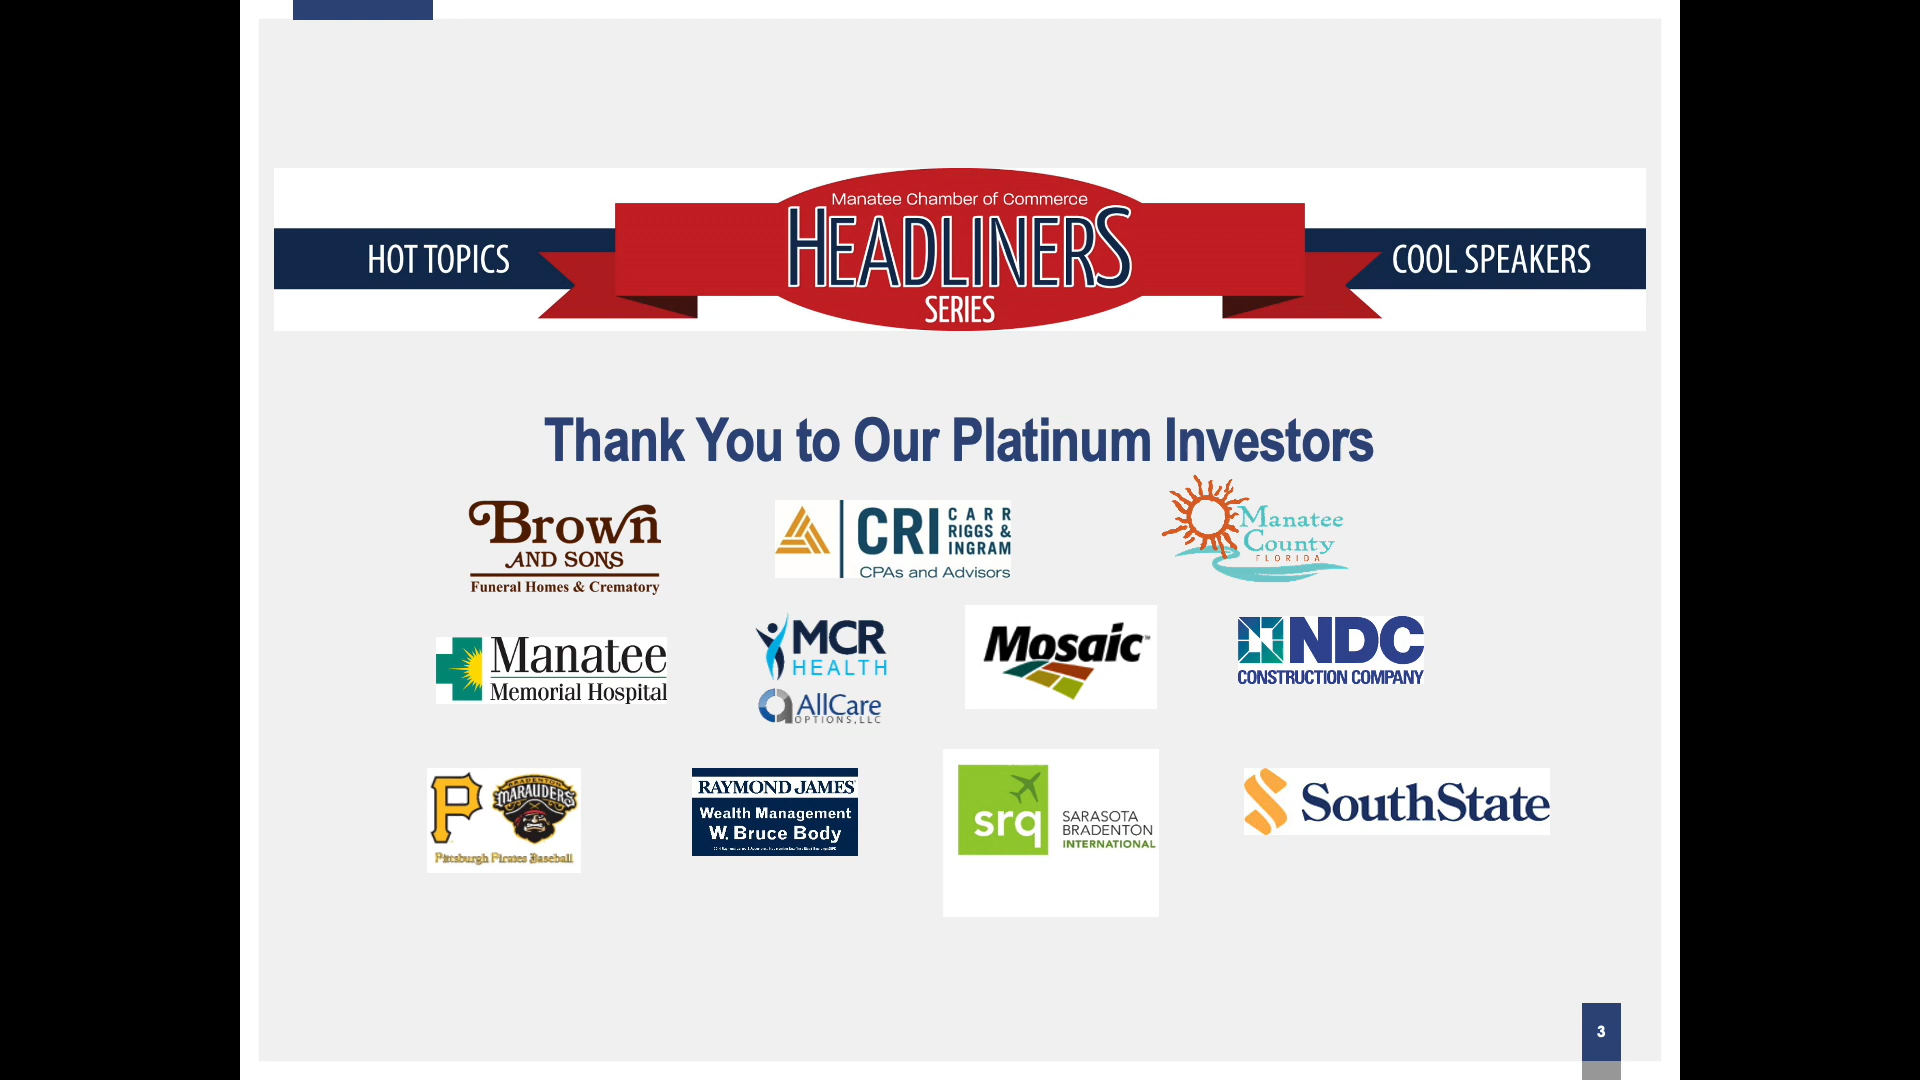 Manatee Chamber of Commerce
HOT TOPICS
HEADLINERS
COOL SPEAKERS
SERIES
Thank You to Our Platinum Investors
Brown
AND SONS
Funeral Homes & Crematory
CRI
CARR
RIGGS &
INGRAM
CPAs and Advisors
Manatee
County
FLORIDA
Manatee
Memorial Hospital
MCR
HEALTH
AllCare
OPTIONS, LLC
Mosaic™
NDC
CONSTRUCTION COMPANY
P
BRADENTON
MARAUDERS
Pittsburgh Pirates Baseball
RAYMOND JAMES
Wealth Management
W. Bruce Body
srq
SARASOTA
BRADENTON
INTERNATIONAL
SouthState
3